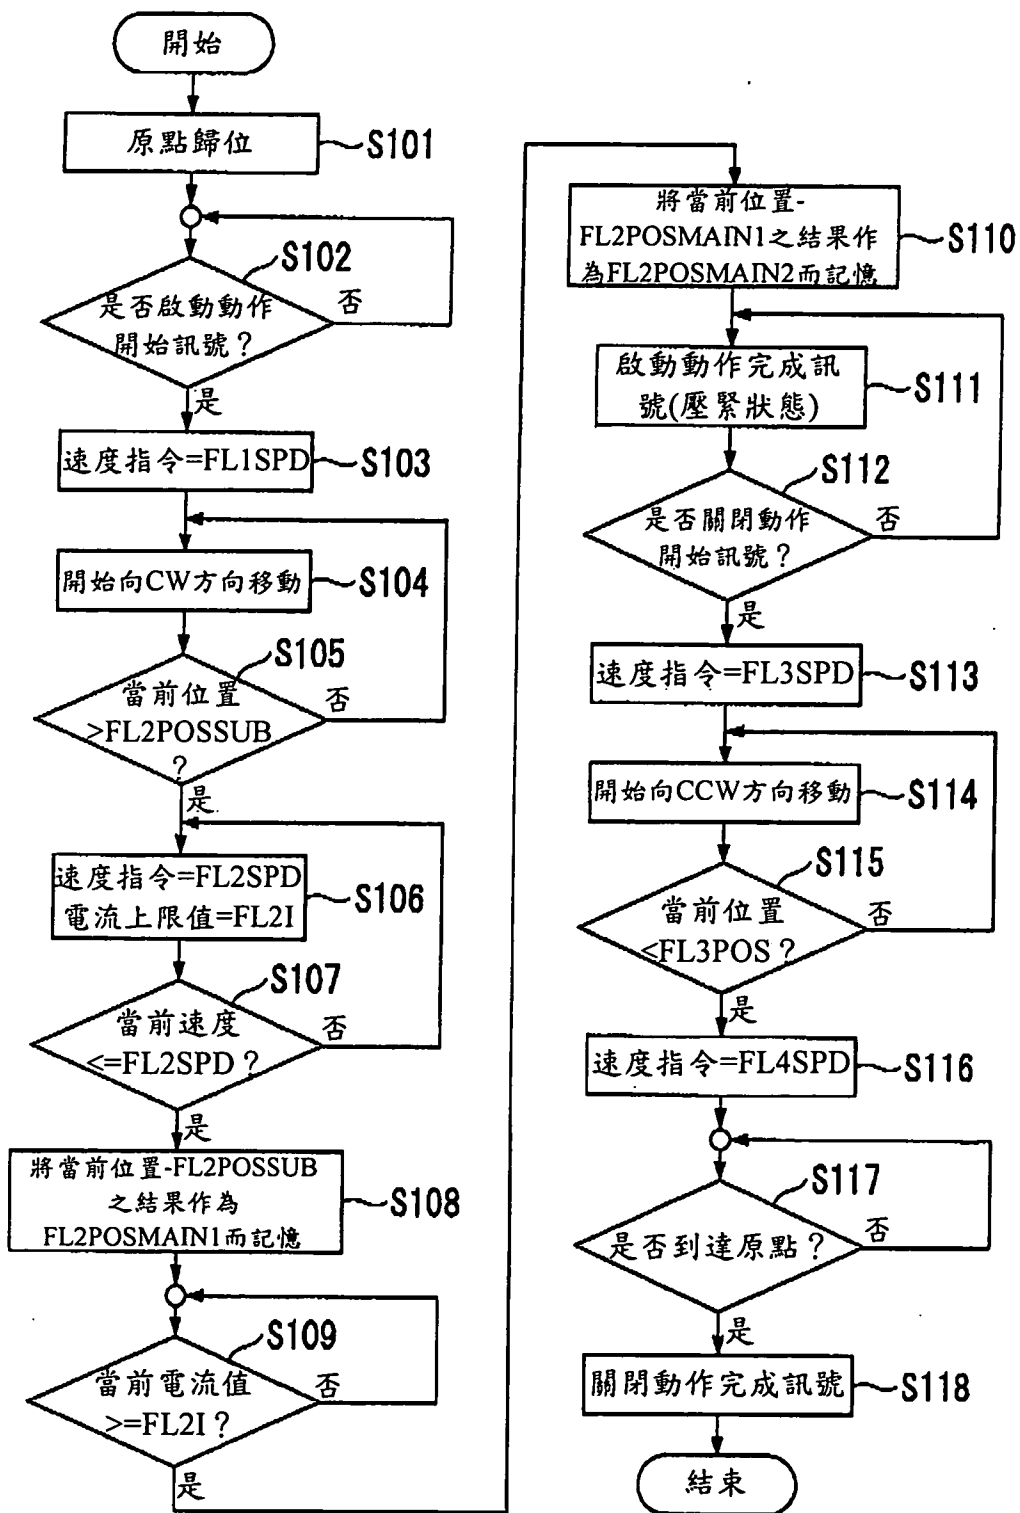 開始
原點歸位
S101
S102
是否啟動動作
開始訊號？
否
是
速度指令=FL1SPD
S103
開始向CW方向移動
S104
S105
當前位置
>FL2POSSUB
？
否
是
速度指令=FL2SPD
電流上限值=FL2I
S106
S107
當前速度
<=FL2SPD？
否
是
將當前位置-FL2POSSUB
之結果作為
FL2POSMAIN1而記憶
S108
S109
當前電流值
>=FL2I？
否
是
將當前位置-
FL2POSMAIN1之結果作
為FL2POSMAIN2而記憶
S110
啟動動作完成訊
號(壓緊狀態)
S111
S112
是否關閉動作
開始訊號？
否
是
速度指令=FL3SPD
S113
開始向CCW方向移動
S114
S115
當前位置
<FL3POS？
否
是
速度指令=FL4SPD
S116
S117
是否到達原點？
否
是
關閉動作完成訊號
S118
結束